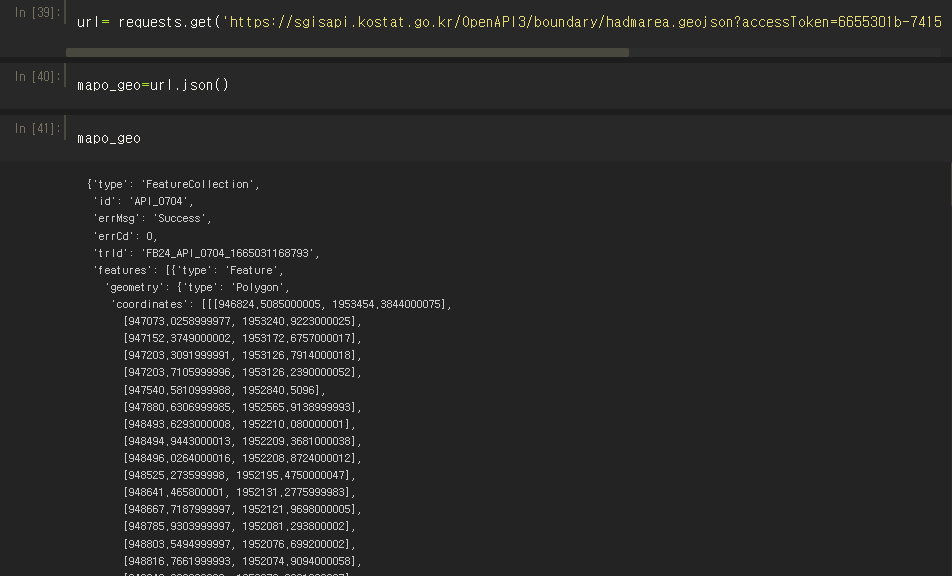 In [39]:
url= requests.get('https://sgisapi.kostat.go.kr/OpenAPI3/boundary/hadmarea.geojson?accessToken=6655301b-7415
In [40]:
mapo_geo=url.json()
In [41]:
mapo_geo
{'type': 'FeatureCollection',
'id': 'API_0704',
'errMsg': 'Success',
'errCd': 0,
'trId': 'FB24_API_0704_1665031168793',
'features': [{'type': 'Feature',
'geometry': {'type': 'Polygon',
'coordinates': [[[946824.5085000005, 1953454.3844000075],
[947073.0258999977, 1953240.9223000025],
[947152.3749000002, 1953172.6757000017],
[947203.3091999991, 1953126.7914000018],
[947203.7105999996, 1953126.2390000052],
[947540.5810999988, 1952840.5096],
[947880.6306999985, 1952565.9138999993],
[948493.6293000008, 1952210.080000001],
[948494.9443000013, 1952209.3681000038],
[948496.0264000016, 1952208.8724000012],
[948525.273599998, 1952195.4750000047],
[948641.465800001, 1952131.2775999983],
[948667.7187999997, 1952121.9698000005],
[948785.9303999997, 1952081.293800002],
[948803.5494999997, 1952076.699200002],
[948816.7661999993, 1952074.9094000058],